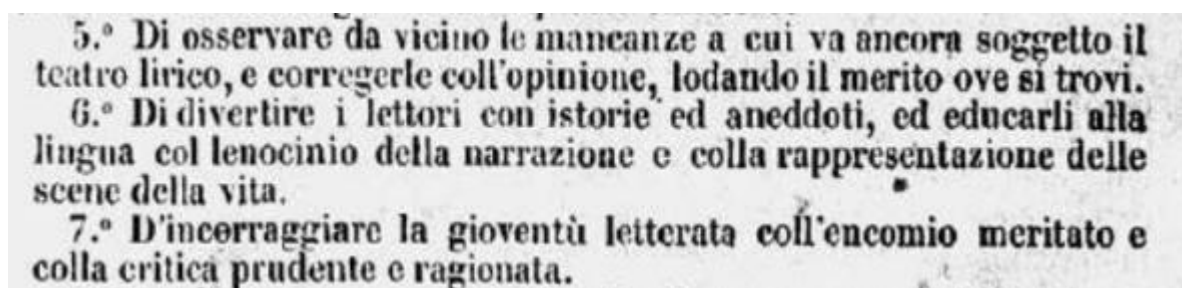 5.° Di osservare da vicino le mancanze a cui va ancora soggetto il
teatro lirico, e corregerle coll'opinione, lodando il merito ove si trovi.
6.° Di divertire i lettori con istorie ed aneddoti, ed educarli alla
lingua col lenocinio della narrazione e colla rappresentazione delle
scene della vita.
7.° D'incorraggiare la gioventù letterata coll'encomio meritato e
colla critica prudente e ragionata.